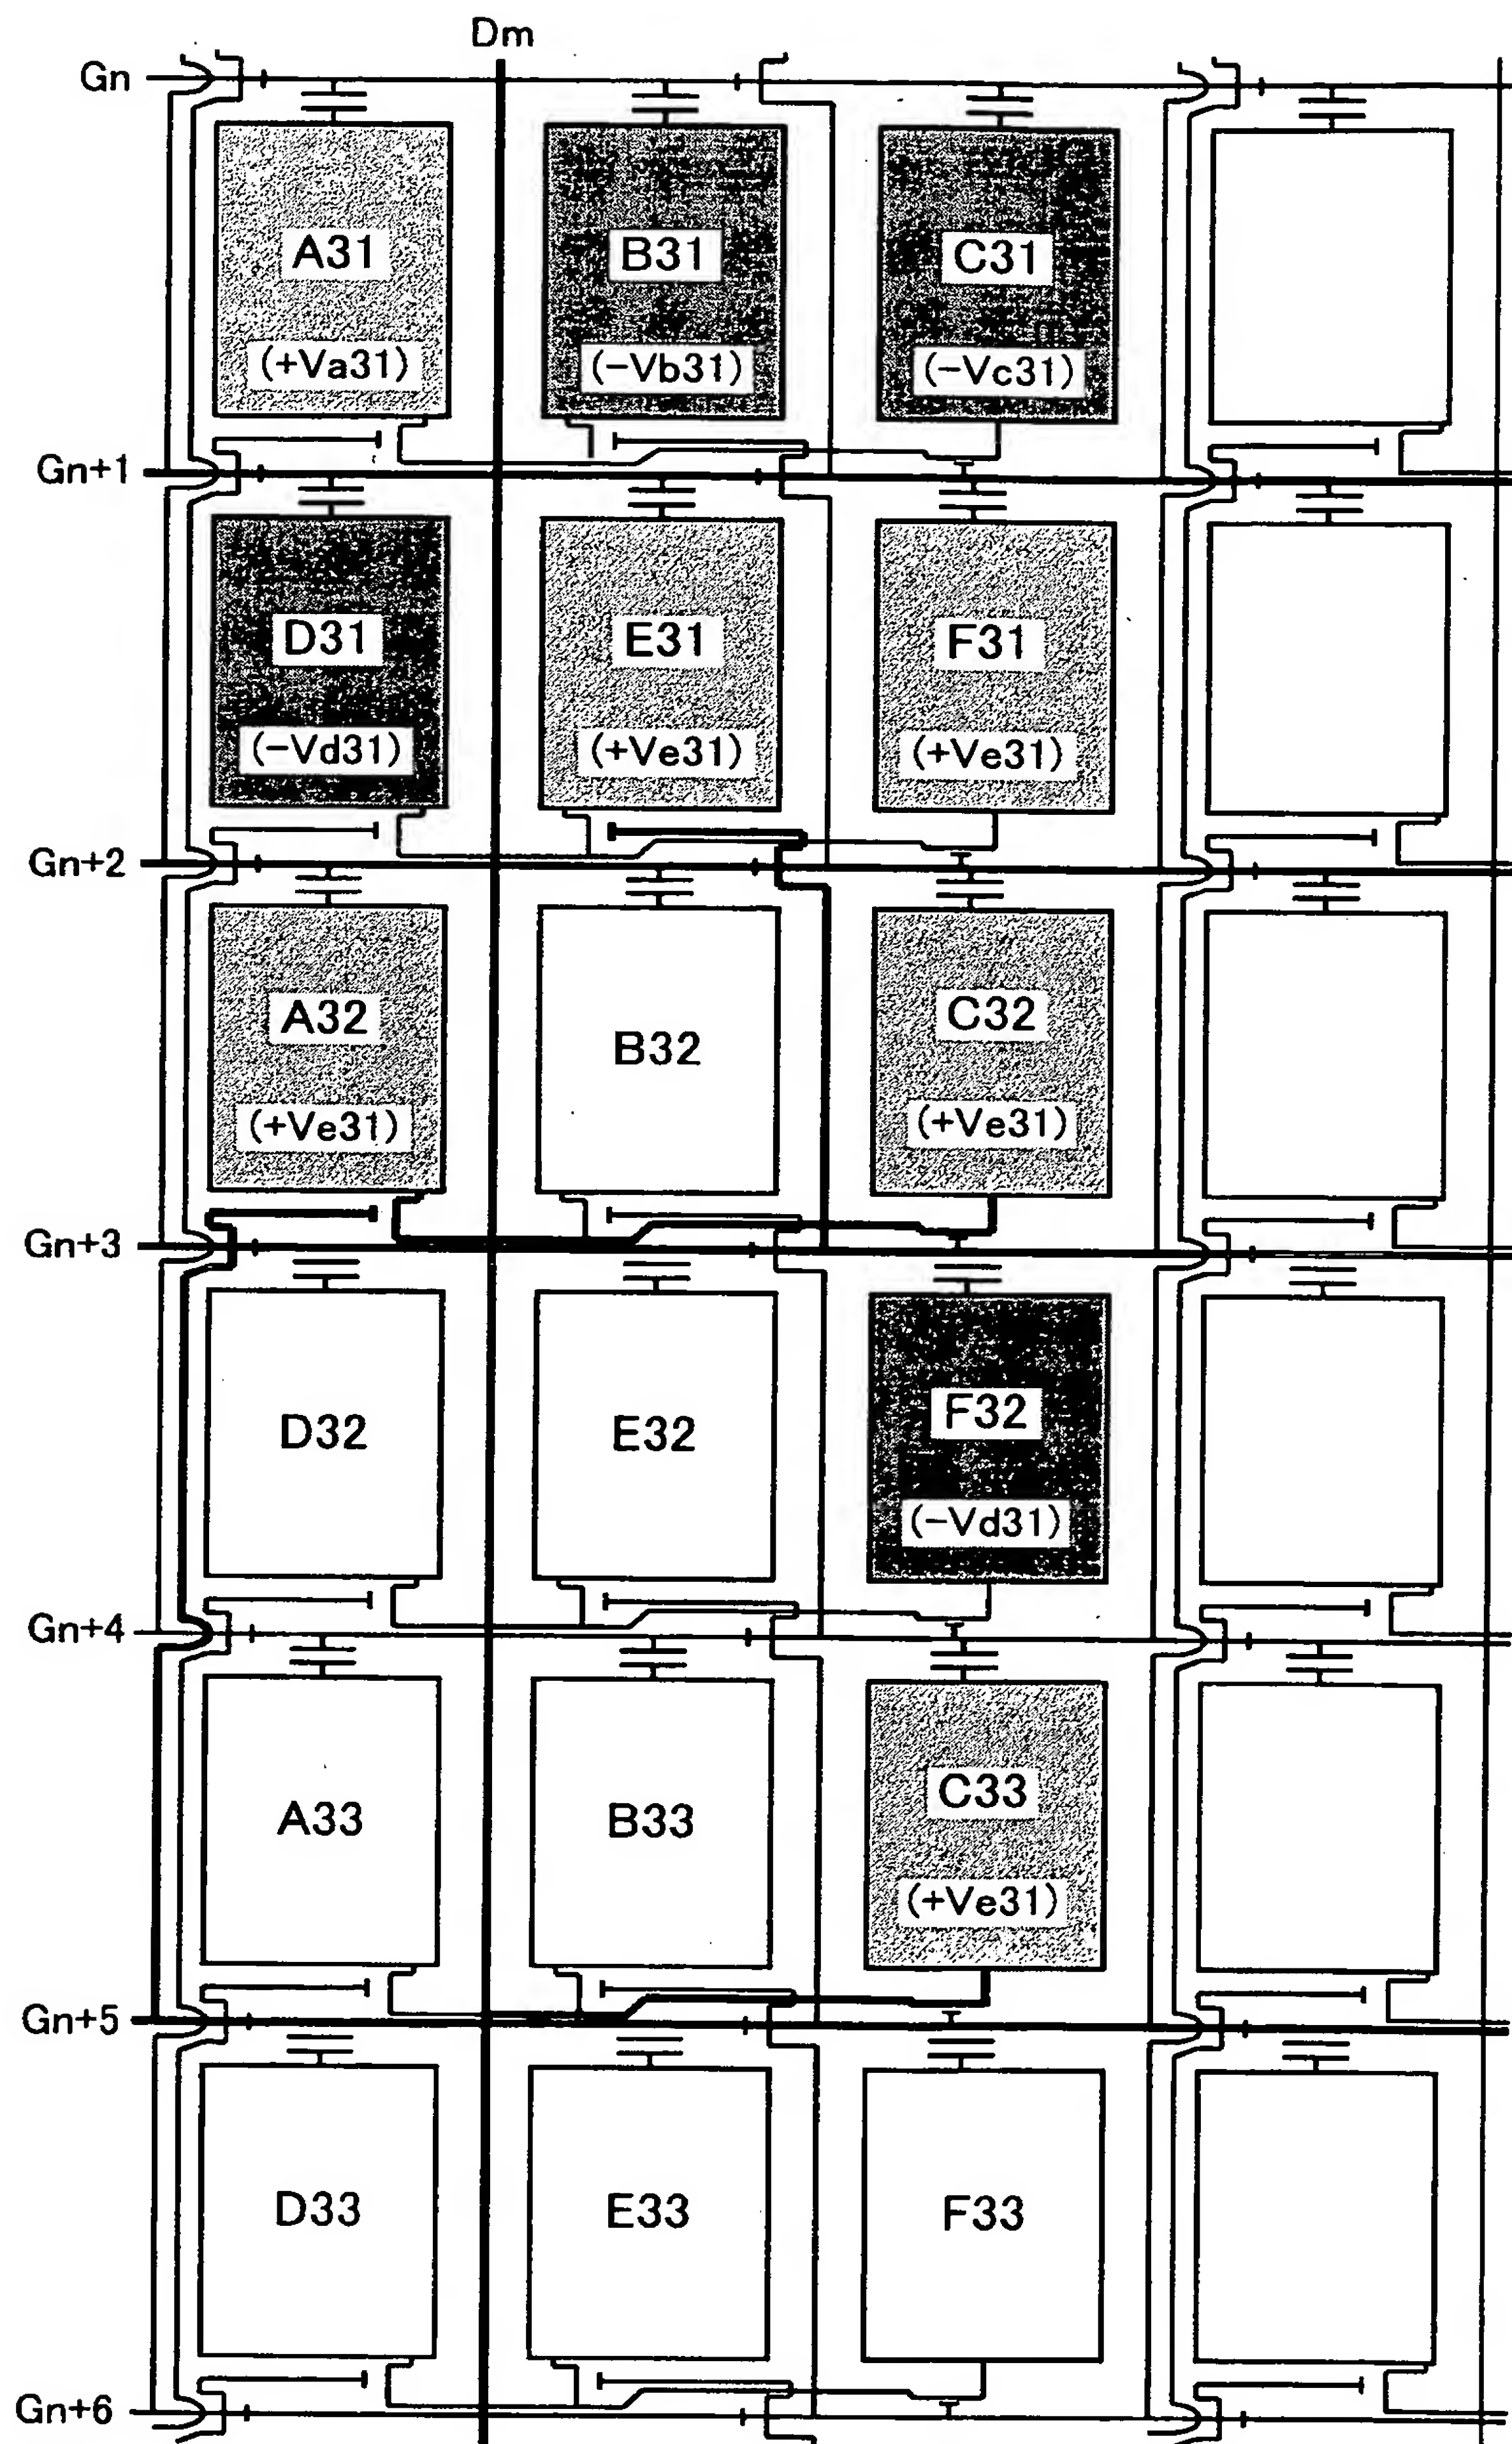 Dm
Gn
A31
B31
C31
(+Va31)
(-Vb31)
(-Vc31)
Gn+1
D31
E31
F31
(-Vd31)
(+Ve31)
(+Ve31)
Gn+2
A32
B32
C32
(+Ve31)
(+Ve31)
Gn+3
D32
E32
F32
(-Vd31)
Gn+4
A33
B33
C33
(+Ve31)
Gn+5
D33
E33
F33
Gn+6